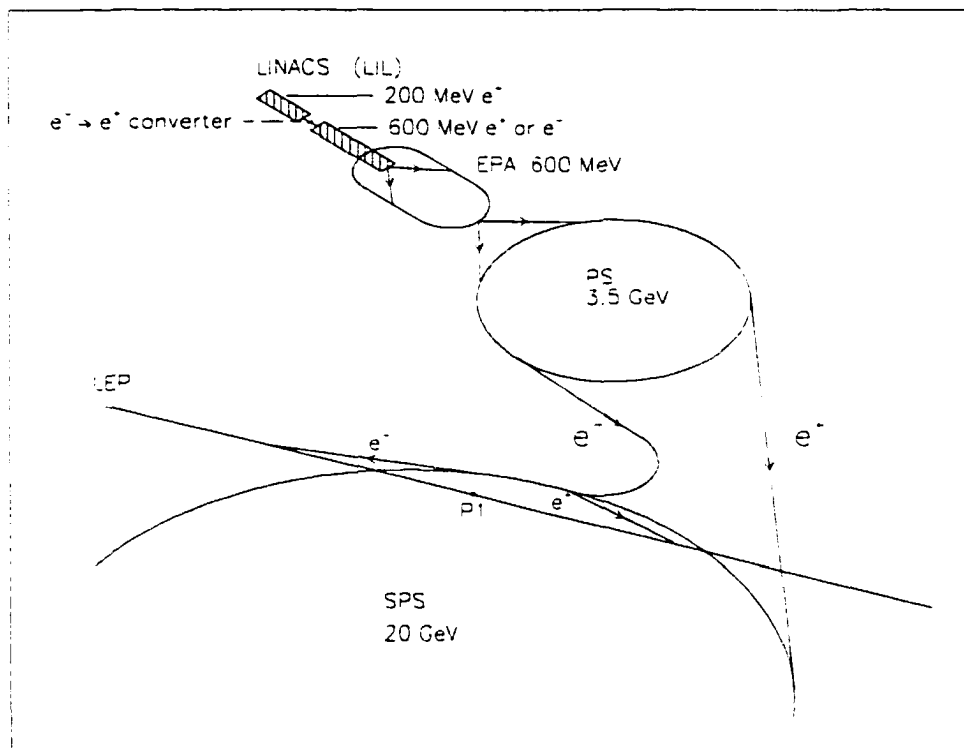 LINACS (LIL)
200 MeV e⁺
e⁻ → e⁺ converter
600 MeV e⁺ or e⁻
EPA 600 MeV
PS
3.5 GeV
LEP
e⁻
e⁻
e⁺
e⁺
P1
SPS
20 GeV